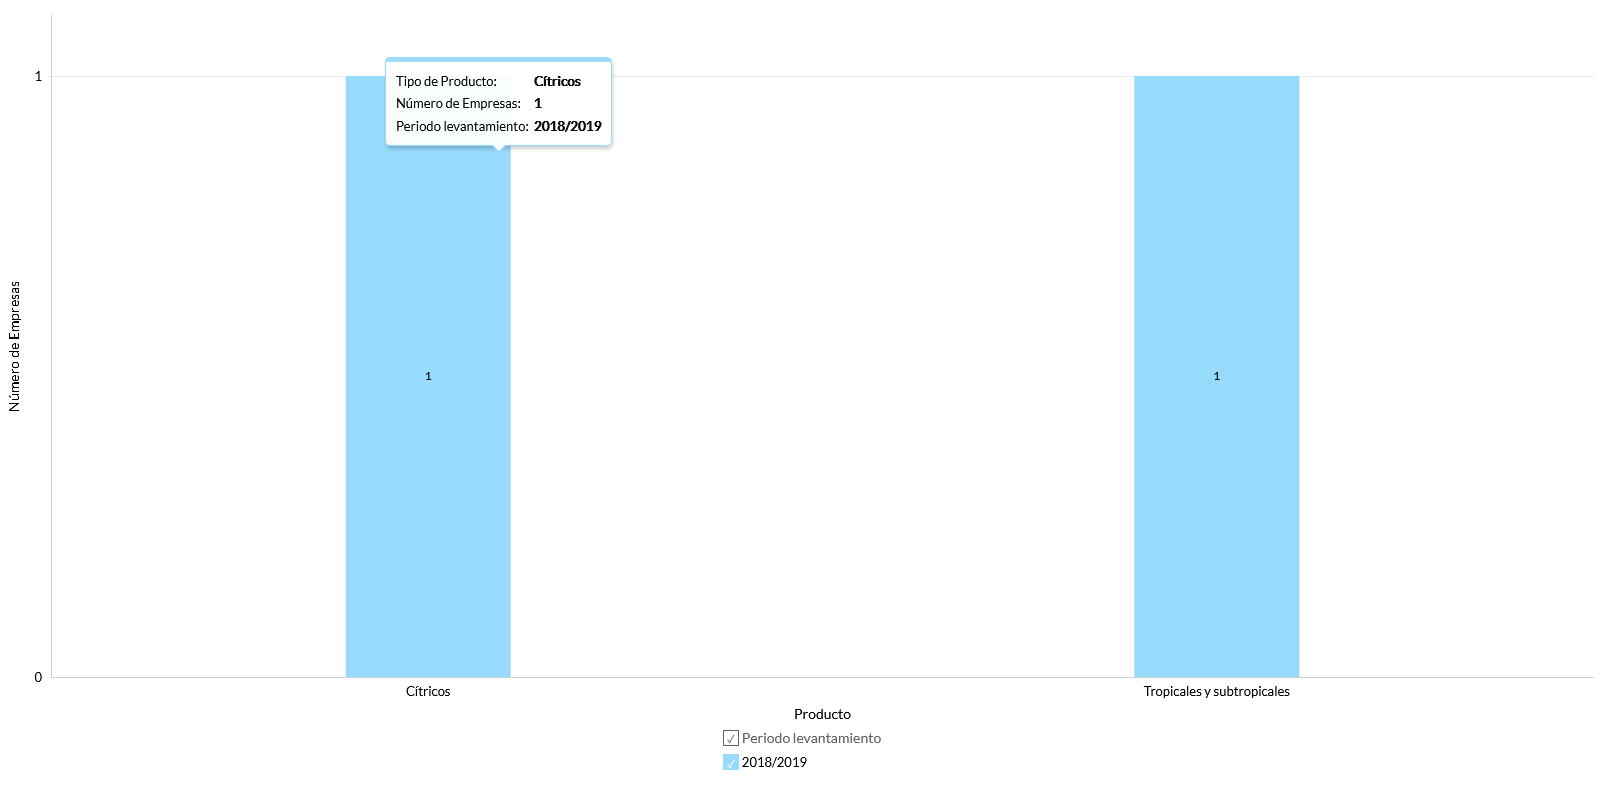 Número de Empresas
1
0
Tipo de Producto: Cítricos
Número de Empresas: 1
Periodo levantamiento: 2018/2019
1
1
Cítricos
Tropicales y subtropicales
Producto
Periodo levantamiento
2018/2019